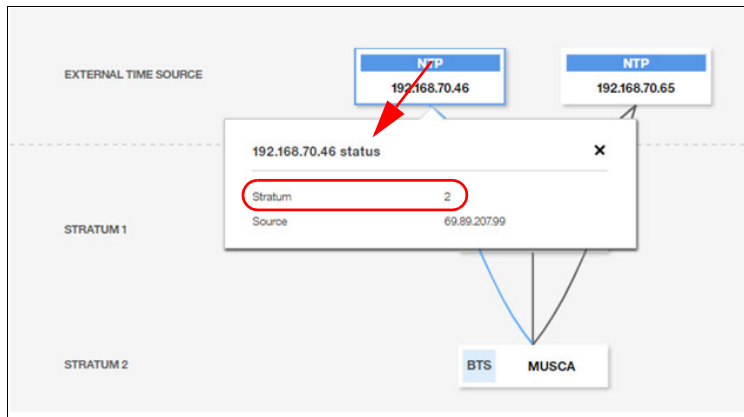 NTP
NTP
EXTERNAL TIME SOURCE
192.168.70.46
192.168.70.65
192.168.70.46 status
×
Stratum 2
Source 69.89.207.99
STRATUM 1
STRATUM 2
BTS MUSCA